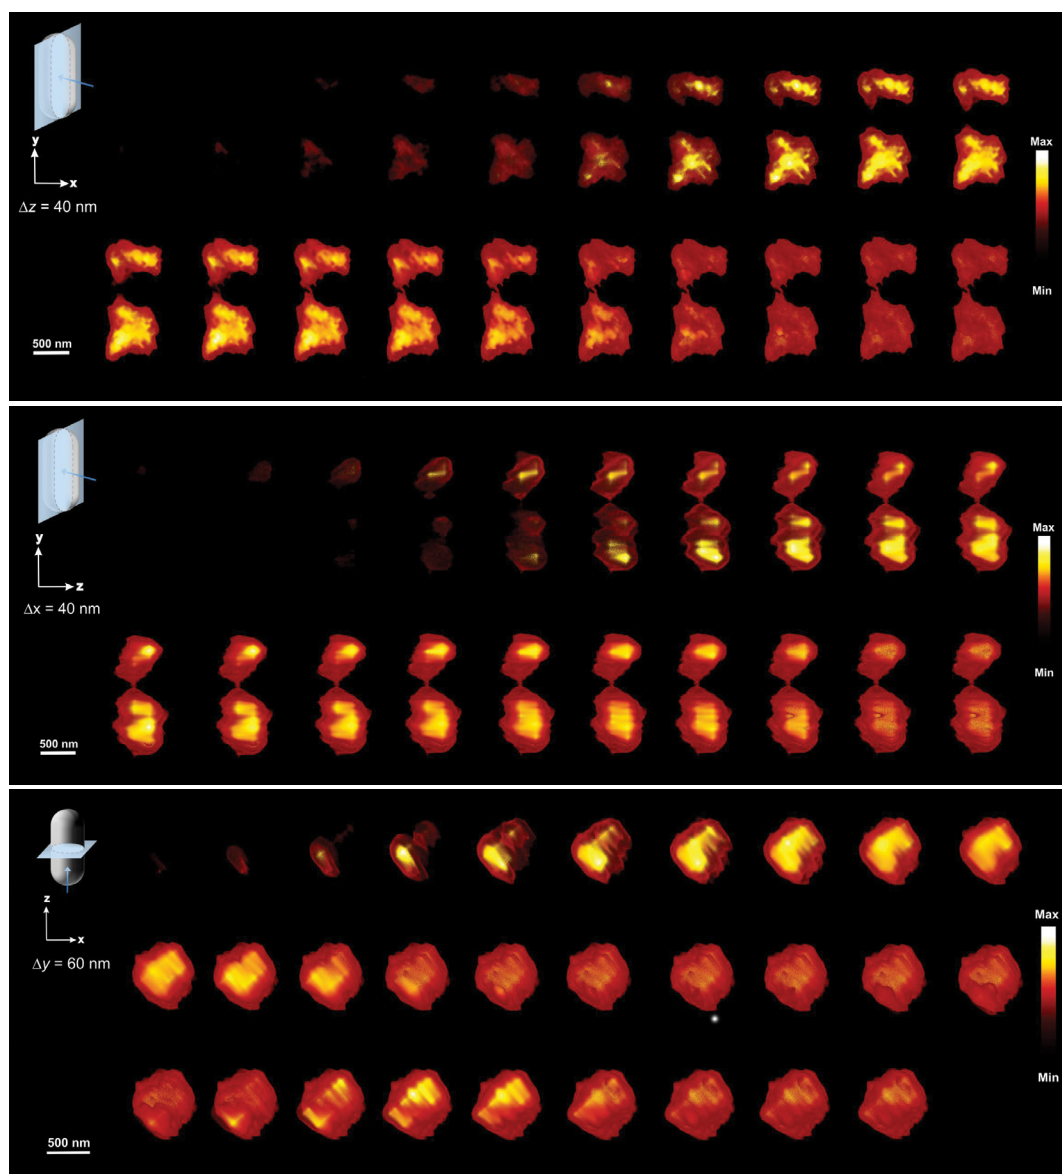 y
x
Δz = 40 nm
Max
Min
500 nm
y
z
Δx = 40 nm
Max
Min
500 nm
z
x
Δy = 60 nm
Max
Min
500 nm